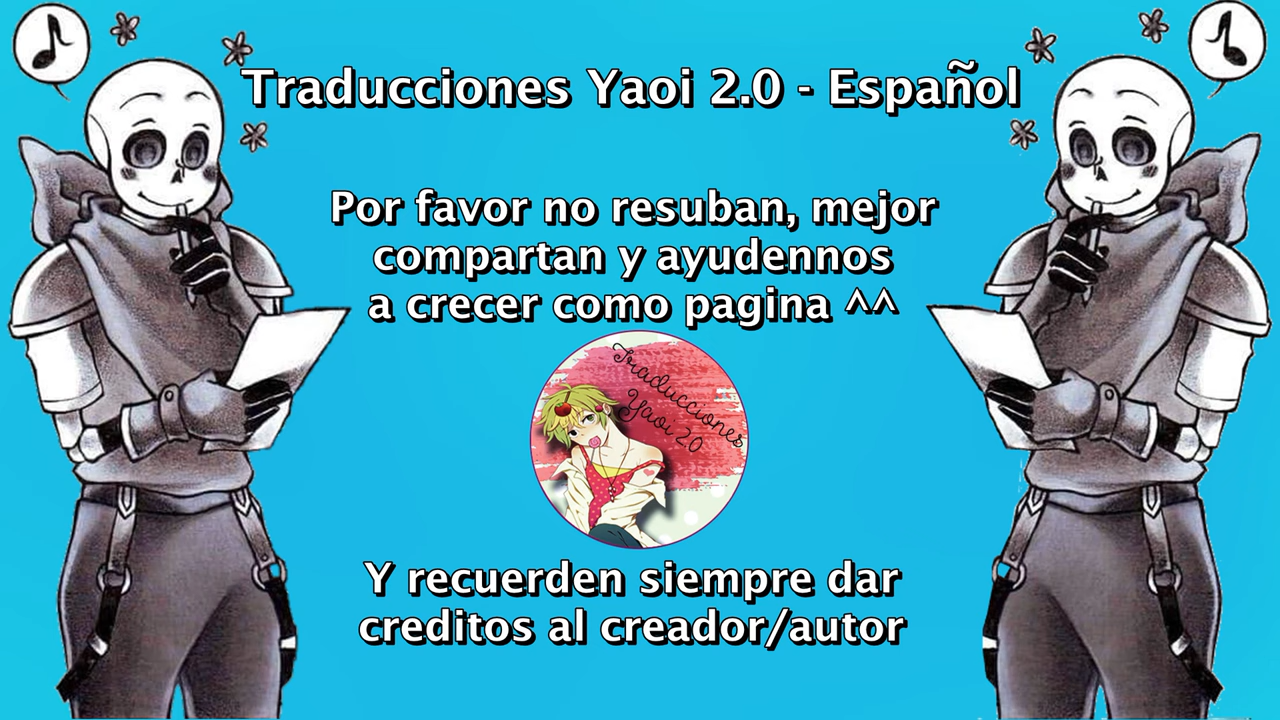 Traducciones Yaoi 2.0 - Español
Por favor no resuban, mejor
compartan y ayudennos
a crecer como pagina ^^
Traducciones
Yaoi 2.0
Y recuerden siempre dar
creditos al creador/autor